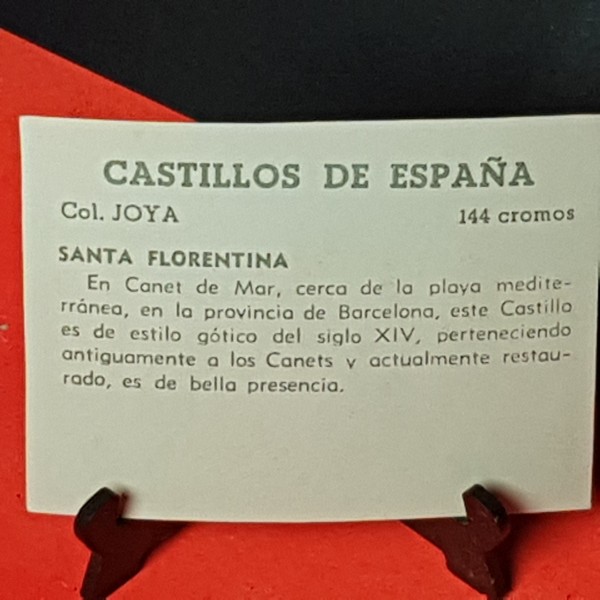 CASTILLOS DE ESPAÑA
Col. JOYA 144 cromos
SANTA FLORENTINA
En Canet de Mar, cerca de la playa medite-
rránea, en la provincia de Barcelona, este Castillo
es de estilo gótico del siglo XIV, perteneciendo
antiguamente a los Canets y actualmente restau-
rado, es de bella presencia.